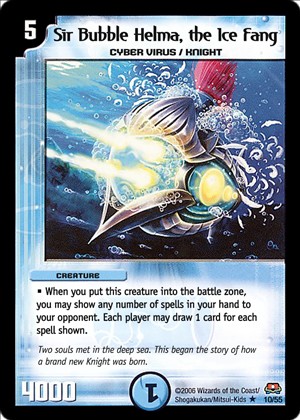 5
Sir Bubble Helma, the Ice Fang
CYBER VIRUS / KNIGHT
CREATURE
• When you put this creature into the battle zone,
you may show any number of spells in your hand to
your opponent. Each player may draw 1 card for each
spell shown.
Two souls met in the deep sea. This began the story of how
a brand new Knight was born.
4000
©2006 Wizards of the Coast/
Shogakukan/Mitsui-Kids ★ 10/55